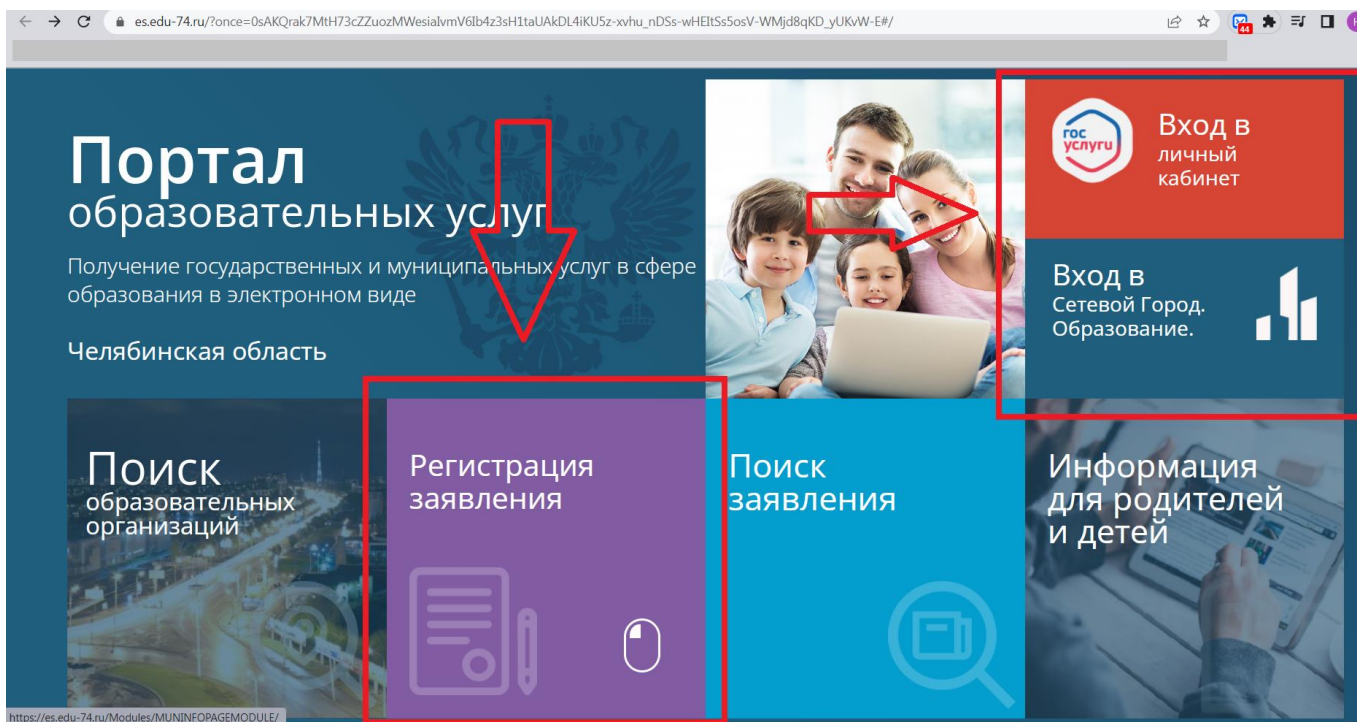 es.edu-74.ru/?once=0sAKQrak7MtH73cZZuozMWesialvmV6Ib4z3sH1taUAkDL4iKU5z-xvhu_nDSs-wHEItSs5osV-WMjd8qKD_yUKvW-E#/
44
Портал
образовательных услуг
Получение государственных и муниципальных услуг в сфере
образования в электронном виде
Челябинская область
гос
услуги
Вход в
личный
кабинет
Вход в
Сетевой Город.
Образование.
Поиск
образовательных
организаций
Регистрация
заявления
Поиск
заявления
Информация
для родителей
и детей
https://es.edu-74.ru/Modules/MUNINFOPAGEMODULE/